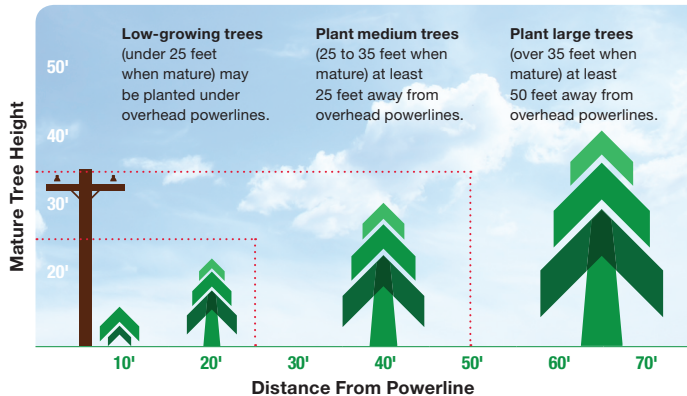 Low-growing trees
(under 25 feet
when mature) may
be planted under
overhead powerlines.
Plant medium trees
(25 to 35 feet when
mature) at least
25 feet away from
overhead powerlines.
Plant large trees
(over 35 feet when
mature) at least
50 feet away from
overhead powerlines.
Mature Tree Height
50'
40'
30'
20'
10'
20'
30'
40'
50'
60'
70'
Distance From Powerline